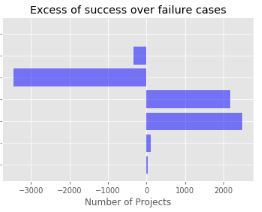 Excess of success over failure cases
−3000 −2000 −1000 0 1000 2000
Number of Projects